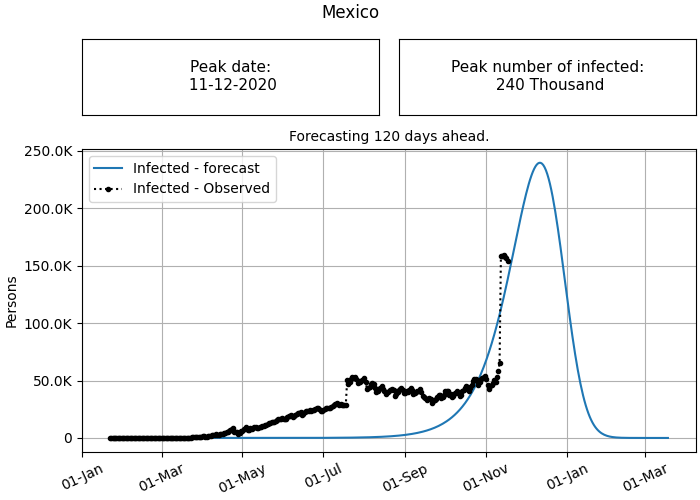 Mexico
Peak date:
11-12-2020
Peak number of infected:
240 Thousand
Forecasting 120 days ahead.
Infected - forecast
Infected - Observed
250.0K
200.0K
150.0K
100.0K
50.0K
0
Persons
01-Jan
01-Mar
01-May
01-Jul
01-Sep
01-Nov
01-Jan
01-Mar